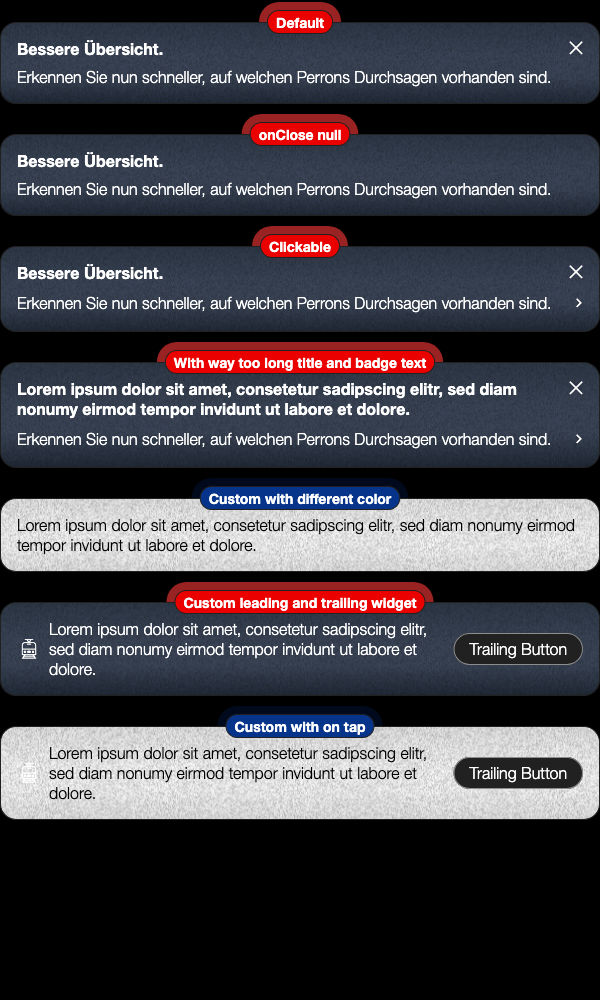 Default
Bessere Übersicht.
Erkennen Sie nun schneller, auf welchen Perrons Durchsagen vorhanden sind.
onClose null
Bessere Übersicht.
Erkennen Sie nun schneller, auf welchen Perrons Durchsagen vorhanden sind.
Clickable
Bessere Übersicht.
Erkennen Sie nun schneller, auf welchen Perrons Durchsagen vorhanden sind.
With way too long title and badge text
Lorem ipsum dolor sit amet, consetetur sadipscing elitr, sed diam
nonumy eirmod tempor invidunt ut labore et dolore.
Erkennen Sie nun schneller, auf welchen Perrons Durchsagen vorhanden sind.
Custom with different color
Lorem ipsum dolor sit amet, consetetur sadipscing elitr, sed diam nonumy eirmod
tempor invidunt ut labore et dolore.
Custom leading and trailing widget
Lorem ipsum dolor sit amet, consetetur sadipscing elitr,
sed diam nonumy eirmod tempor invidunt ut labore et
dolore.
Trailing Button
Custom with on tap
Lorem ipsum dolor sit amet, consetetur sadipscing elitr,
sed diam nonumy eirmod tempor invidunt ut labore et
dolore.
Trailing Button